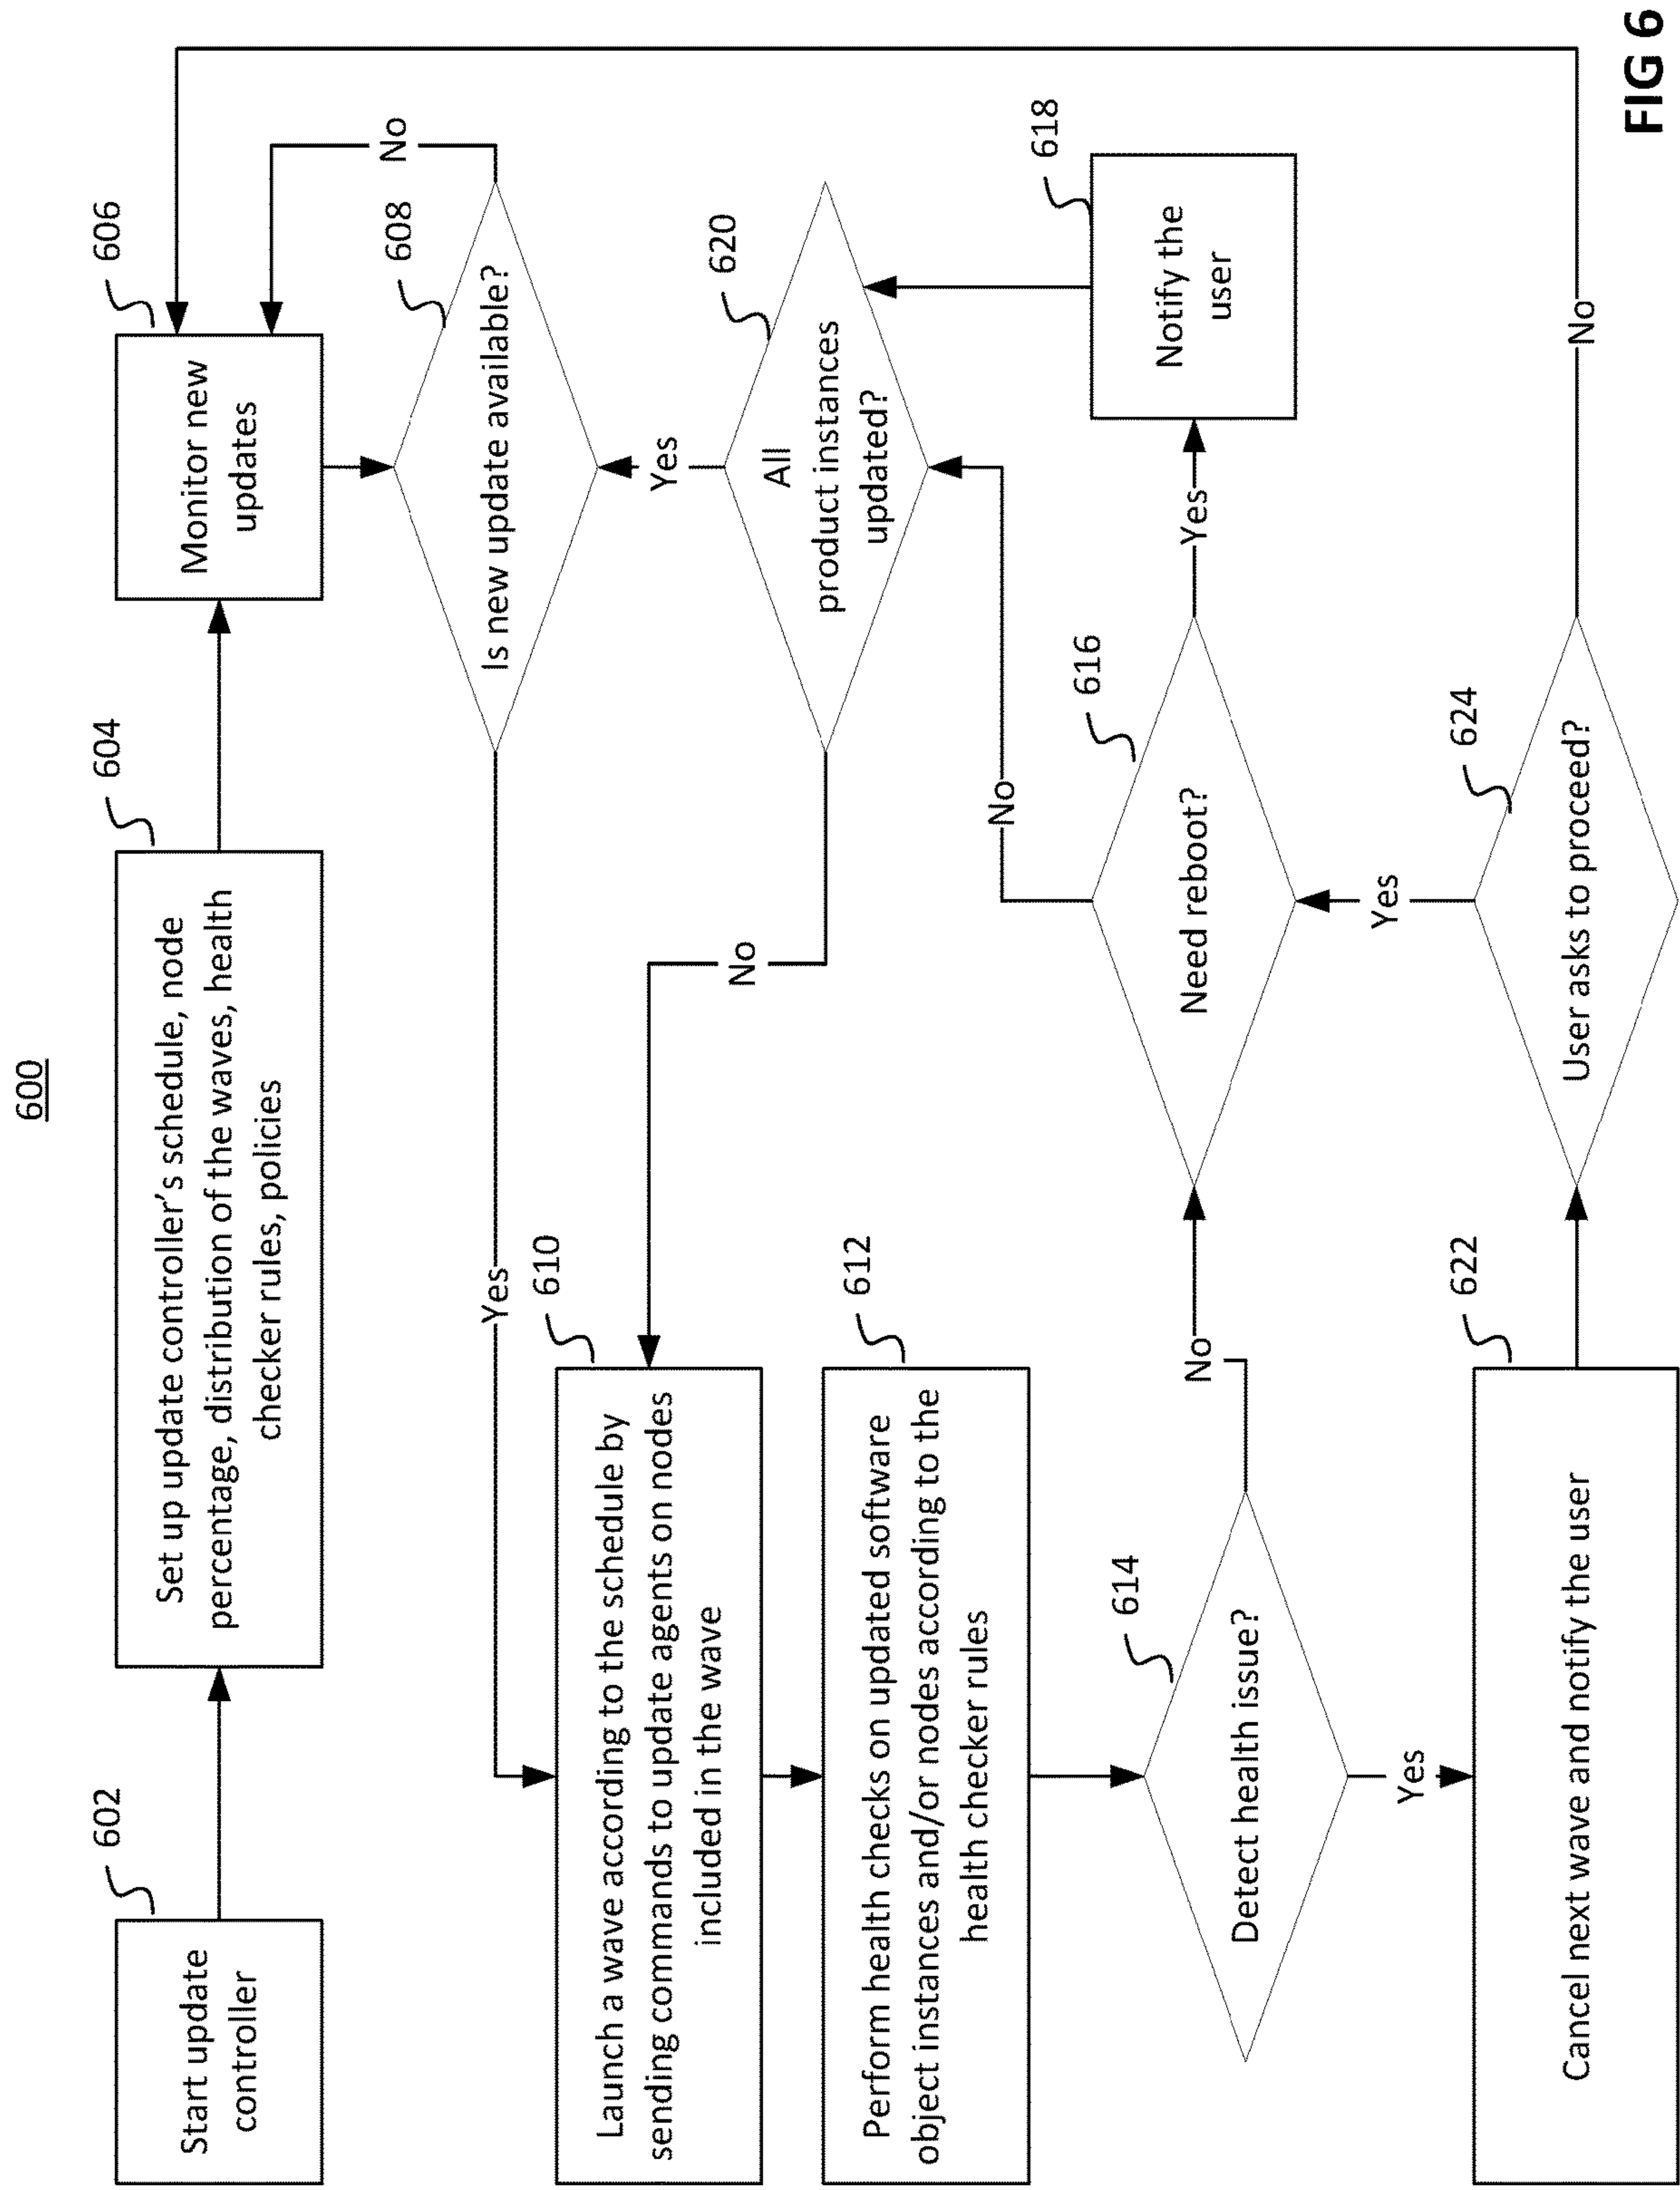 600
602
Start update
controller
604
Set up update controller's schedule, node
percentage, distribution of the waves, health
checker rules, policies
606
Monitor new
updates
608
Is new update available?
No
Yes
610
Launch a wave according to the schedule by
sending commands to update agents on nodes
included in the wave
No
620
All
product instances
updated?
Yes
612
Perform health checks on updated software
object instances and/or nodes according to the
health checker rules
614
Detect health issue?
No
Yes
616
Need reboot?
No
Yes
618
Notify the
user
622
Cancel next wave and notify the user
624
User asks to proceed?
Yes
No
FIG 6